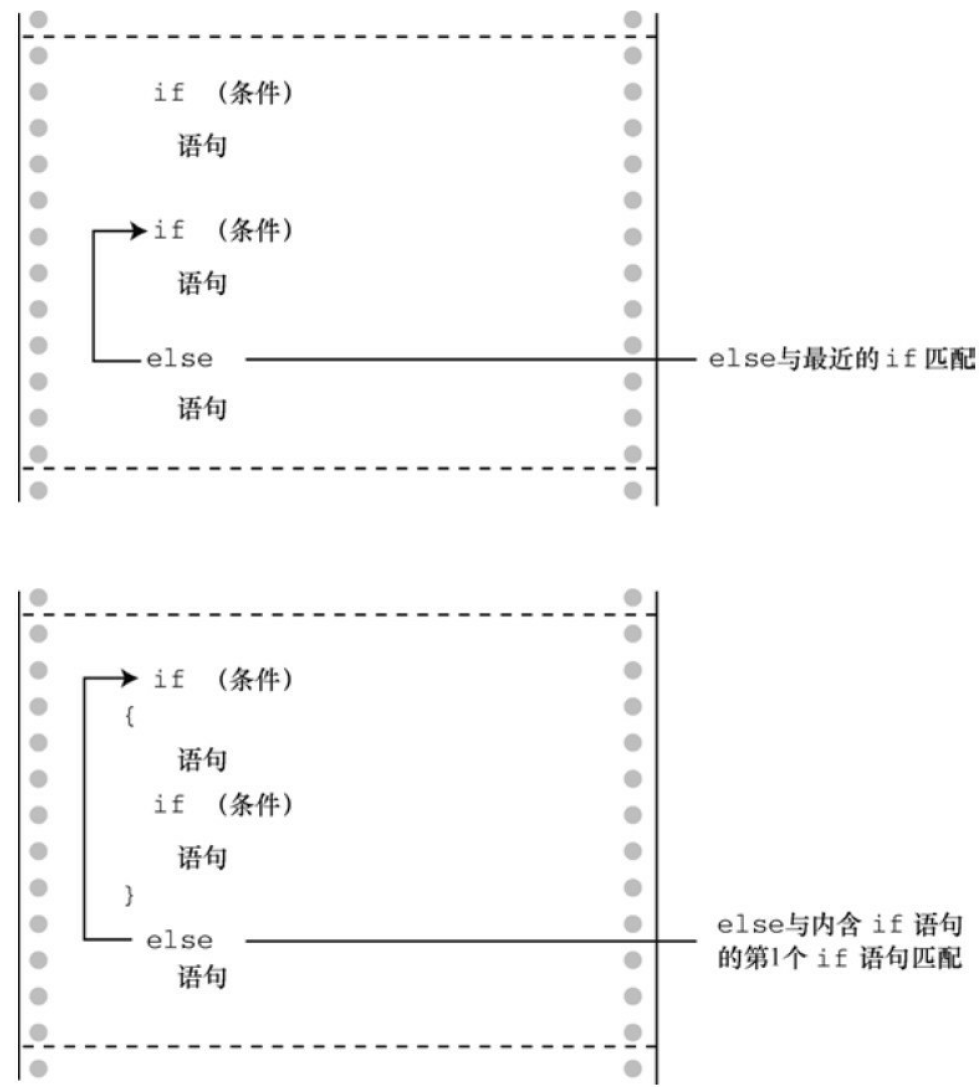 if （条件）
语句
if （条件）
语句
else
else与最近的 if 匹配
语句
if （条件）
{
语句
if （条件）
语句
}
else
else与内含 if 语句
的第1个 if 语句匹配
语句